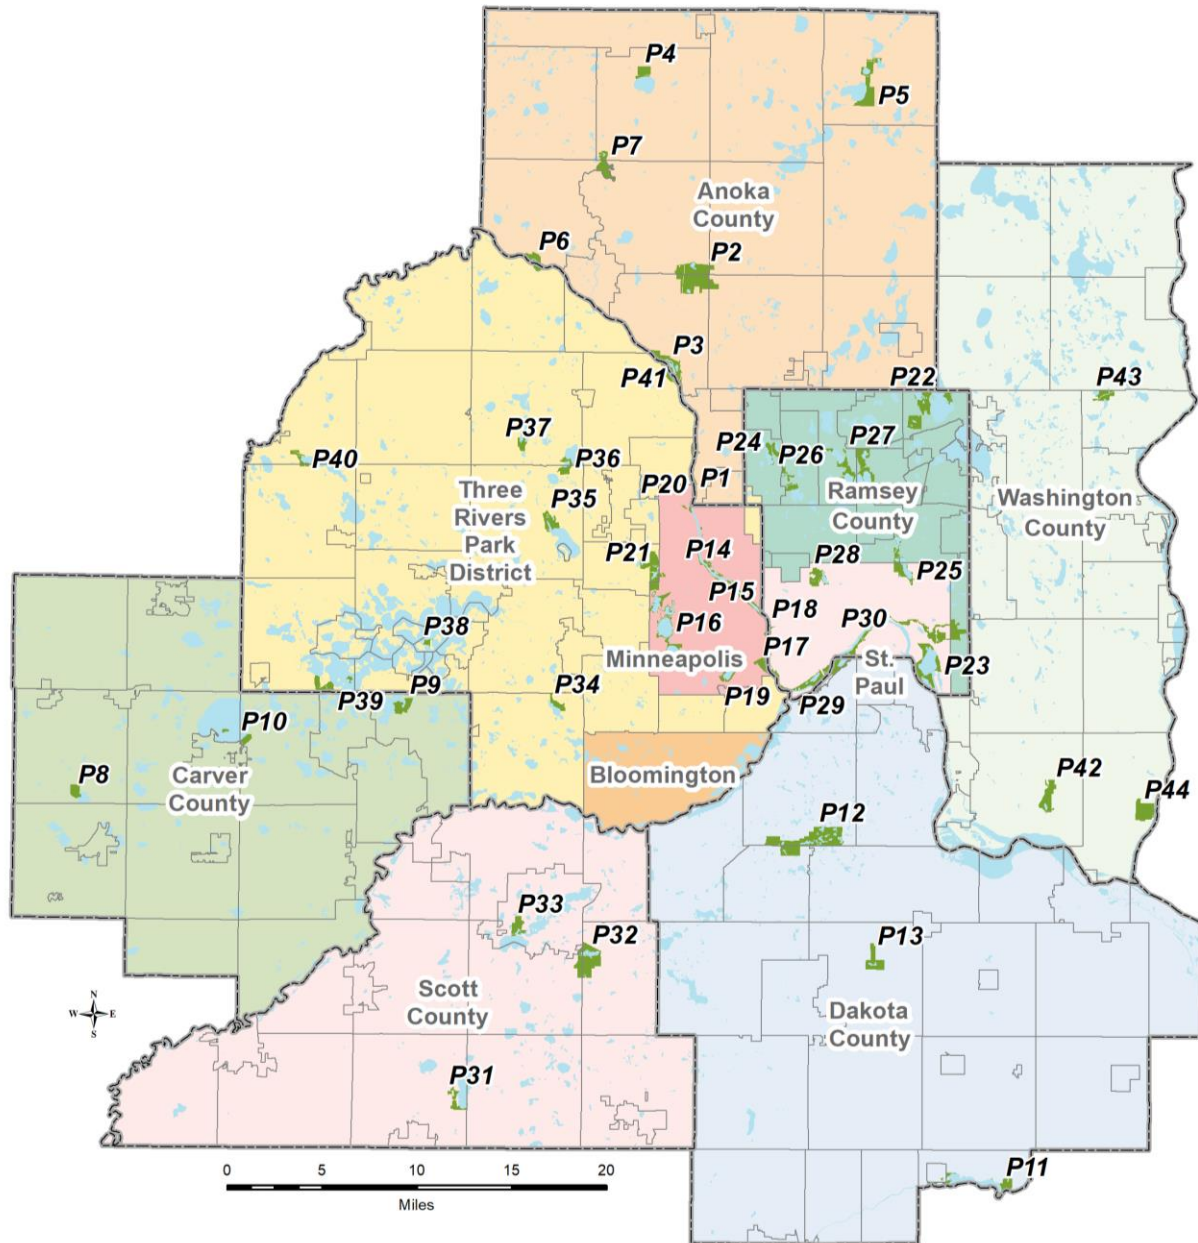 P4
P5
P7
Anoka
County
P6
P2
P3
P41
P22
P43
P37
P24
P27
P26
P36
P40
P1
P20
Three
Rivers
Park
District
P35
Ramsey
County
Washington
County
P14
P21
P28
P25
P15
P18
P30
P16
P38
Minneapolis
P17
St.
Paul
P23
P34
P19
P39
P9
P29
P10
Carver
County
P8
Bloomington
P42
P44
P12
P33
P32
P13
Scott
County
Dakota
County
N
W E
S
P31
0 5 10 15 20
Miles
P11